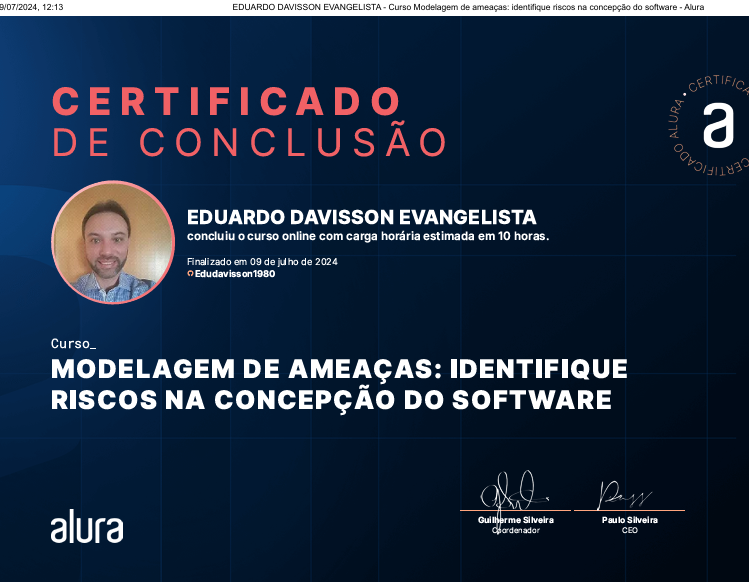 9/07/2024, 12:13
EDUARDO DAVISSON EVANGELISTA - Curso Modelagem de ameaças: identifique riscos na concepção do software - Alura
CERTIFICADO
DE CONCLUSÃO
ALURA • CERTIFICA
CERTIFICADO
a
EDUARDO DAVISSON EVANGELISTA
concluiu o curso online com carga horária estimada em 10 horas.
Finalizado em 09 de julho de 2024
Edudavisson1980
Curso_
MODELAGEM DE AMEAÇAS: IDENTIFIQUE
RISCOS NA CONCEPÇÃO DO SOFTWARE
alura
Guilherme Silveira
Coordenador
Paulo Silveira
CEO